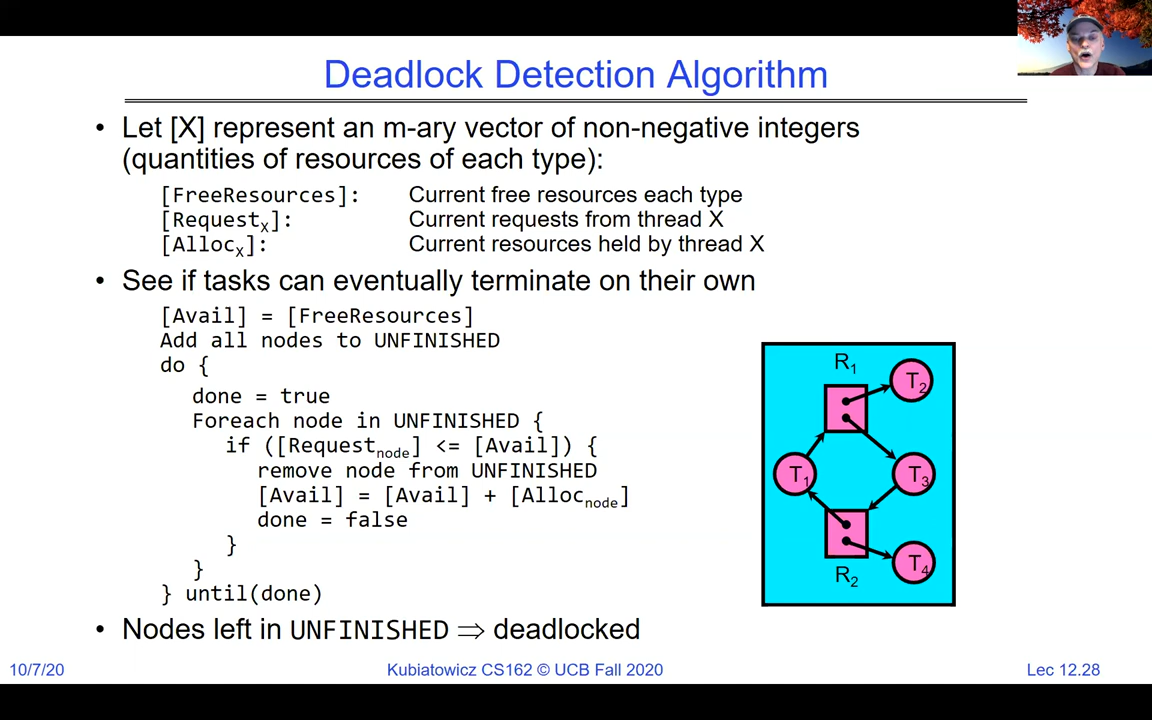 Deadlock Detection Algorithm
• Let [X] represent an m-ary vector of non-negative integers
(quantities of resources of each type):
[FreeResources]: Current free resources each type
[Requestₓ]: Current requests from thread X
[Allocₓ]: Current resources held by thread X
• See if tasks can eventually terminate on their own
[Avail] = [FreeResources]
Add all nodes to UNFINISHED
do {
done = true
Foreach node in UNFINISHED {
if ([Request_node] <= [Avail]) {
remove node from UNFINISHED
[Avail] = [Avail] + [Alloc_node]
done = false
}
}
} until(done)
• Nodes left in UNFINISHED ⇒ deadlocked
R₁
T₂
T₁
T₃
R₂
T₄
10/7/20
Kubiatowicz CS162 © UCB Fall 2020
Lec 12.28